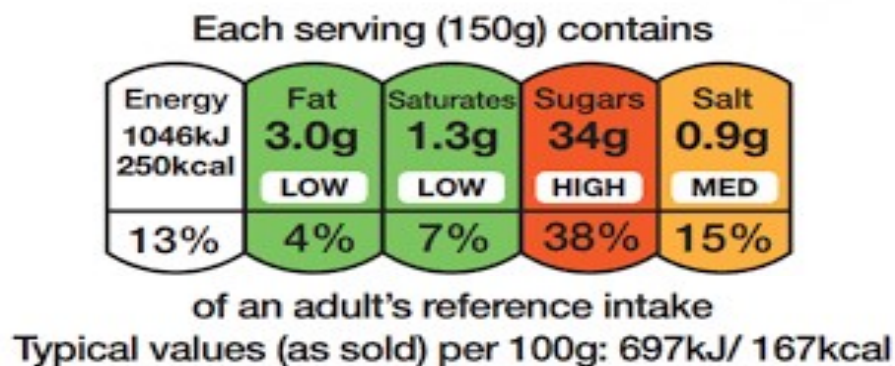 Each serving (150g) contains
Energy Fat Saturates Sugars Salt
1046kJ 3.0g 1.3g 34g 0.9g
250kcal
LOW LOW HIGH MED
13% 4% 7% 38% 15%
of an adult's reference intake
Typical values (as sold) per 100g: 697kJ/ 167kcal